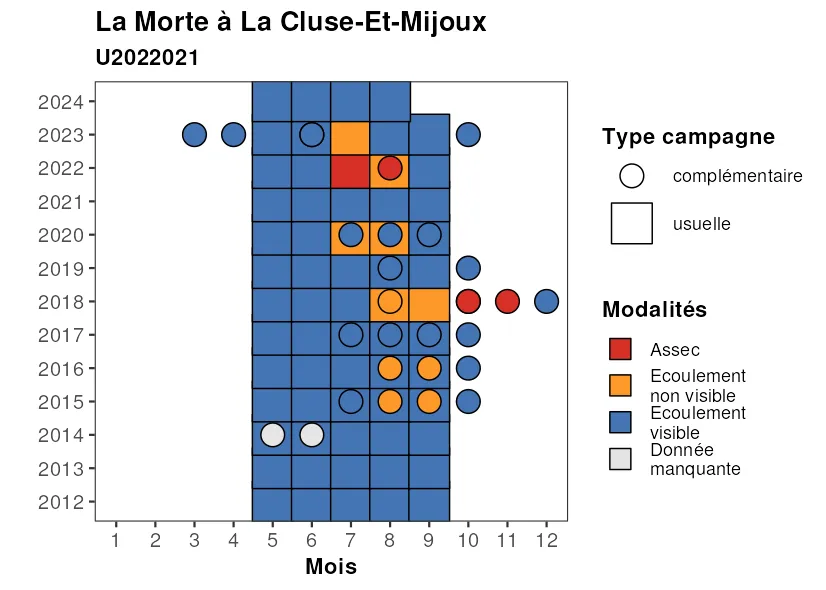 La Morte à La Cluse-Et-Mijoux
U2022021
2024
2023
2022
2021
2020
2019
2018
2017
2016
2015
2014
2013
2012
1 2 3 4 5 6 7 8 9 10 11 12
Mois
Type campagne
complémentaire
usuelle
Modalités
Assec
Ecoulement
non visible
Ecoulement
visible
Donnée
manquante